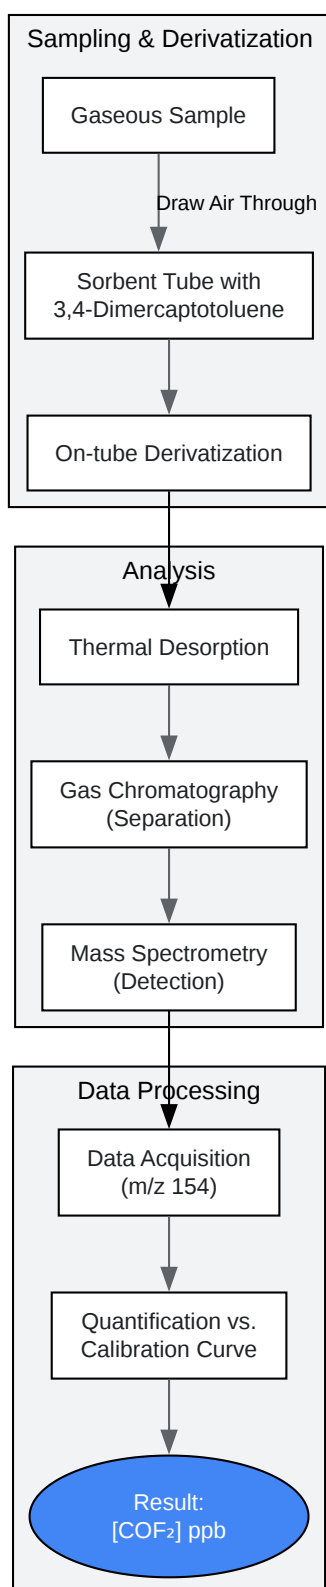 Sampling & Derivatization
Gaseous Sample
Draw Air Through
Sorbent Tube with
3,4-Dimercaptotoluene
On-tube Derivatization
Analysis
Thermal Desorption
Gas Chromatography
(Separation)
Mass Spectrometry
(Detection)
Data Processing
Data Acquisition
(m/z 154)
Quantification vs.
Calibration Curve
Result:
[COF₂] ppb